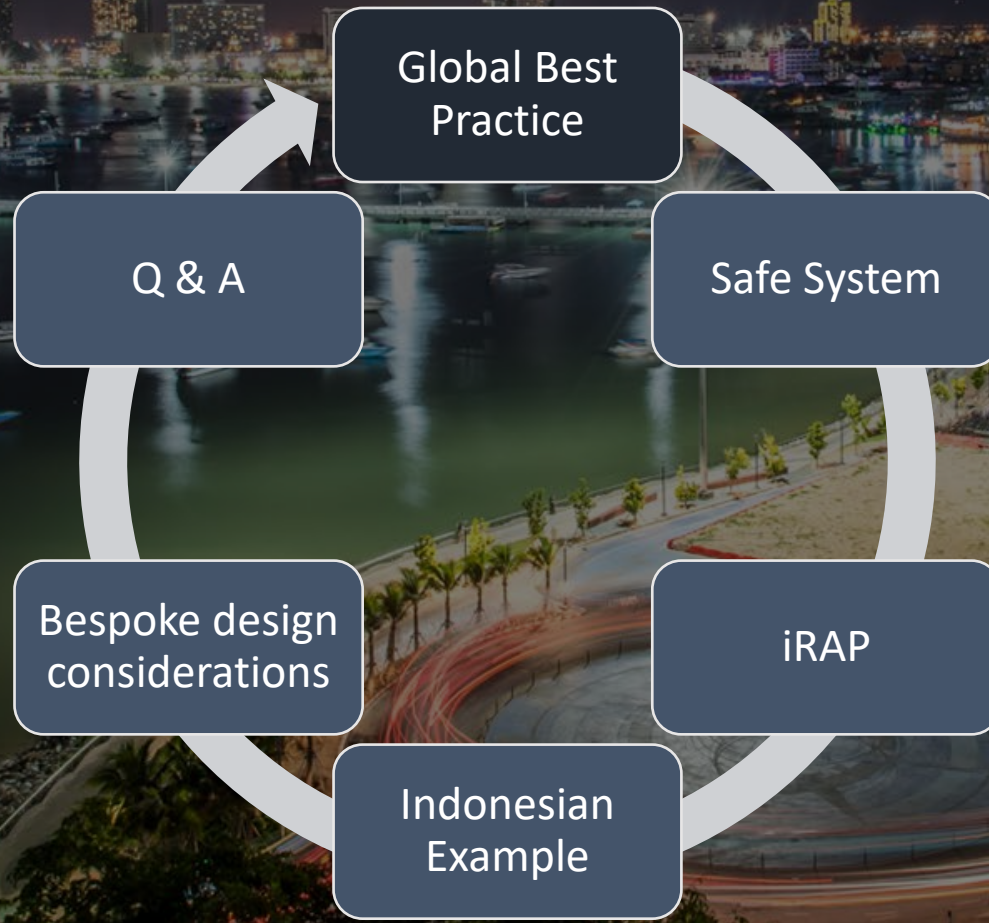 Global Best
Practice
Safe System
iRAP
Indonesian
Example
Bespoke design
considerations
Q & A